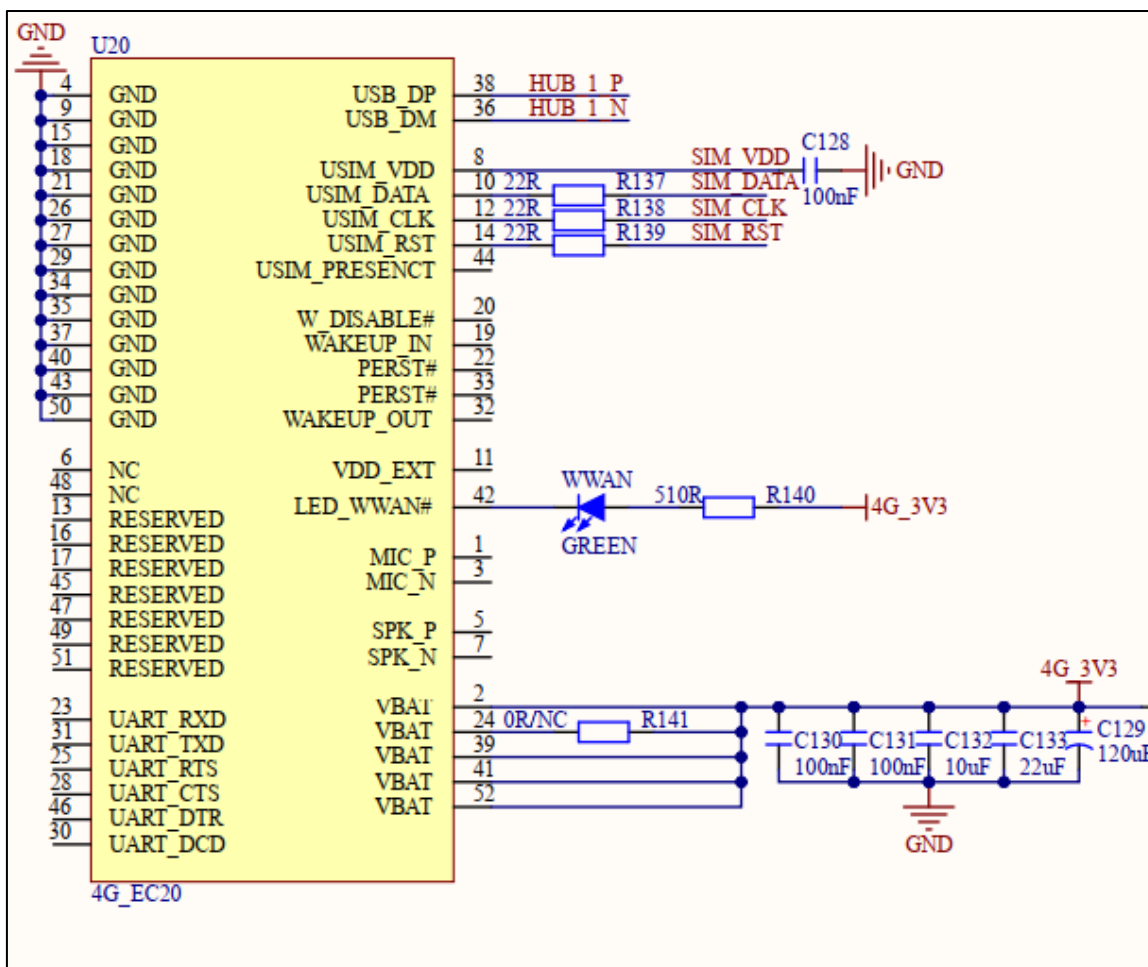 GND
U20
4 GND USB_DP 38 HUB_1_P
9 GND USB_DM 36 HUB_1_N
15 GND
C128
18 GND USIM_VDD 8 SIM_VDD GND
21 GND USIM_DATA 10 22R R137 SIM_DATA 100nF
26 GND USIM_CLK 12 22R R138 SIM_CLK
27 GND USIM_RST 14 22R R139 SIM_RST
29 GND USIM_PRESENCT 44
34 GND
35 GND W_DISABLE# 20
37 GND WAKEUP_IN 19
40 GND PERST# 22
43 GND PERST# 33
50 GND WAKEUP_OUT 32
6 NC VDD_EXT 11
48 NC WWAN
13 RESERVED LED_WWAN# 42 510R R140 4G_3V3
16 RESERVED GREEN
17 RESERVED MIC_P 1
45 RESERVED MIC_N 3
47 RESERVED
49 RESERVED SPK_P 5
51 RESERVED SPK_N 7
4G_3V3
23 UART_RXD VBAT 2
31 UART_TXD VBAT 24 0R/NC R141
25 UART_RTS VBAT 39
28 UART_CTS VBAT 41
46 UART_DTR VBAT 52
30 UART_DCD
C130 C131 C132 C133 + C129
100nF 100nF 10uF 22uF 120uF
GND
4G_EC20